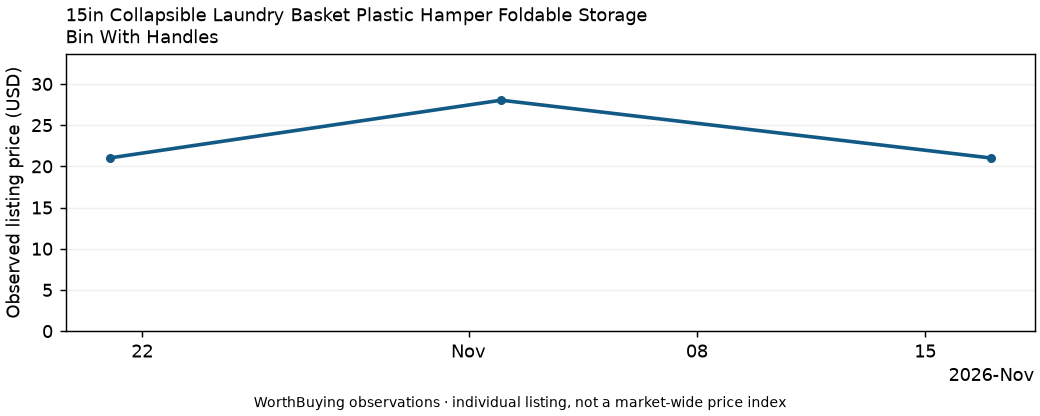 15in Collapsible Laundry Basket Plastic Hamper Foldable Storage
Bin With Handles
Observed listing price (USD)
30
25
20
15
10
5
0
22
Nov
08
15
2026-Nov
WorthBuying observations · individual listing, not a market-wide price index